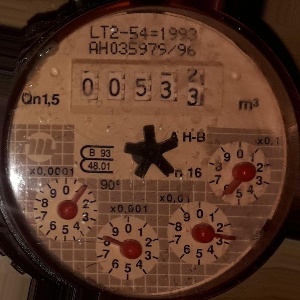 LT2-54=1993
AH035979/96
00533
Qn1,5
m³
H-B
B 93
48.01
90°
n 16
x0,0001
x0,001
x0,01
x0,1